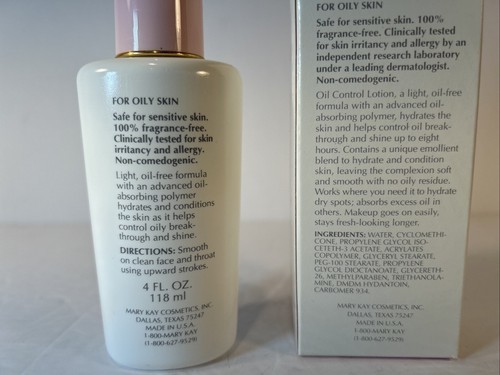 FOR OILY SKIN
Safe for sensitive skin.
100% fragrance-free.
Clinically tested for skin
irritancy and allergy.
Non-comedogenic.
Light, oil-free formula
with an advanced oil-
absorbing polymer
hydrates and conditions
the skin as it helps
control oily break-
through and shine.
DIRECTIONS: Smooth
on clean face and throat
using upward strokes.
4 FL. OZ.
118 ml
MARY KAY COSMETICS, INC.
DALLAS, TEXAS 75247
MADE IN U.S.A.
1-800-MARY KAY
(1-800-627-9529)
FOR OILY SKIN
Safe for sensitive skin. 100%
fragrance-free. Clinically tested
for skin irritancy and allergy by an
independent research laboratory
under a leading dermatologist.
Non-comedogenic.
Oil Control Lotion, a light, oil-free
formula with an advanced oil-
absorbing polymer, hydrates the
skin and helps control oil break-
through and shine up to eight
hours. Contains a unique emollient
blend to hydrate and condition
skin, leaving the complexion soft
and smooth with no oily residue.
Works where you need it to hydrate
dry spots; absorbs excess oil in
others. Makeup goes on easily,
stays fresh-looking longer.
INGREDIENTS: WATER, CYCLOMETHI-
CONE, PROPYLENE GLYCOL ISO-
CETETH-3 ACETATE, ACRYLATES
COPOLYMER, GLYCERYL STEARATE,
PEG-100 STEARATE, PROPYLENE
GLYCOL DIOCTANOATE, GLYCERETH-
26, METHYLPARABEN, TRIETHANOLA-
MINE, DMDM HYDANTOIN,
CARBOMER 934.
MARY KAY COSMETICS, INC.
DALLAS, TEXAS 75247
MADE IN U.S.A.
1-800-MARY KAY
(1-800-627-9529)